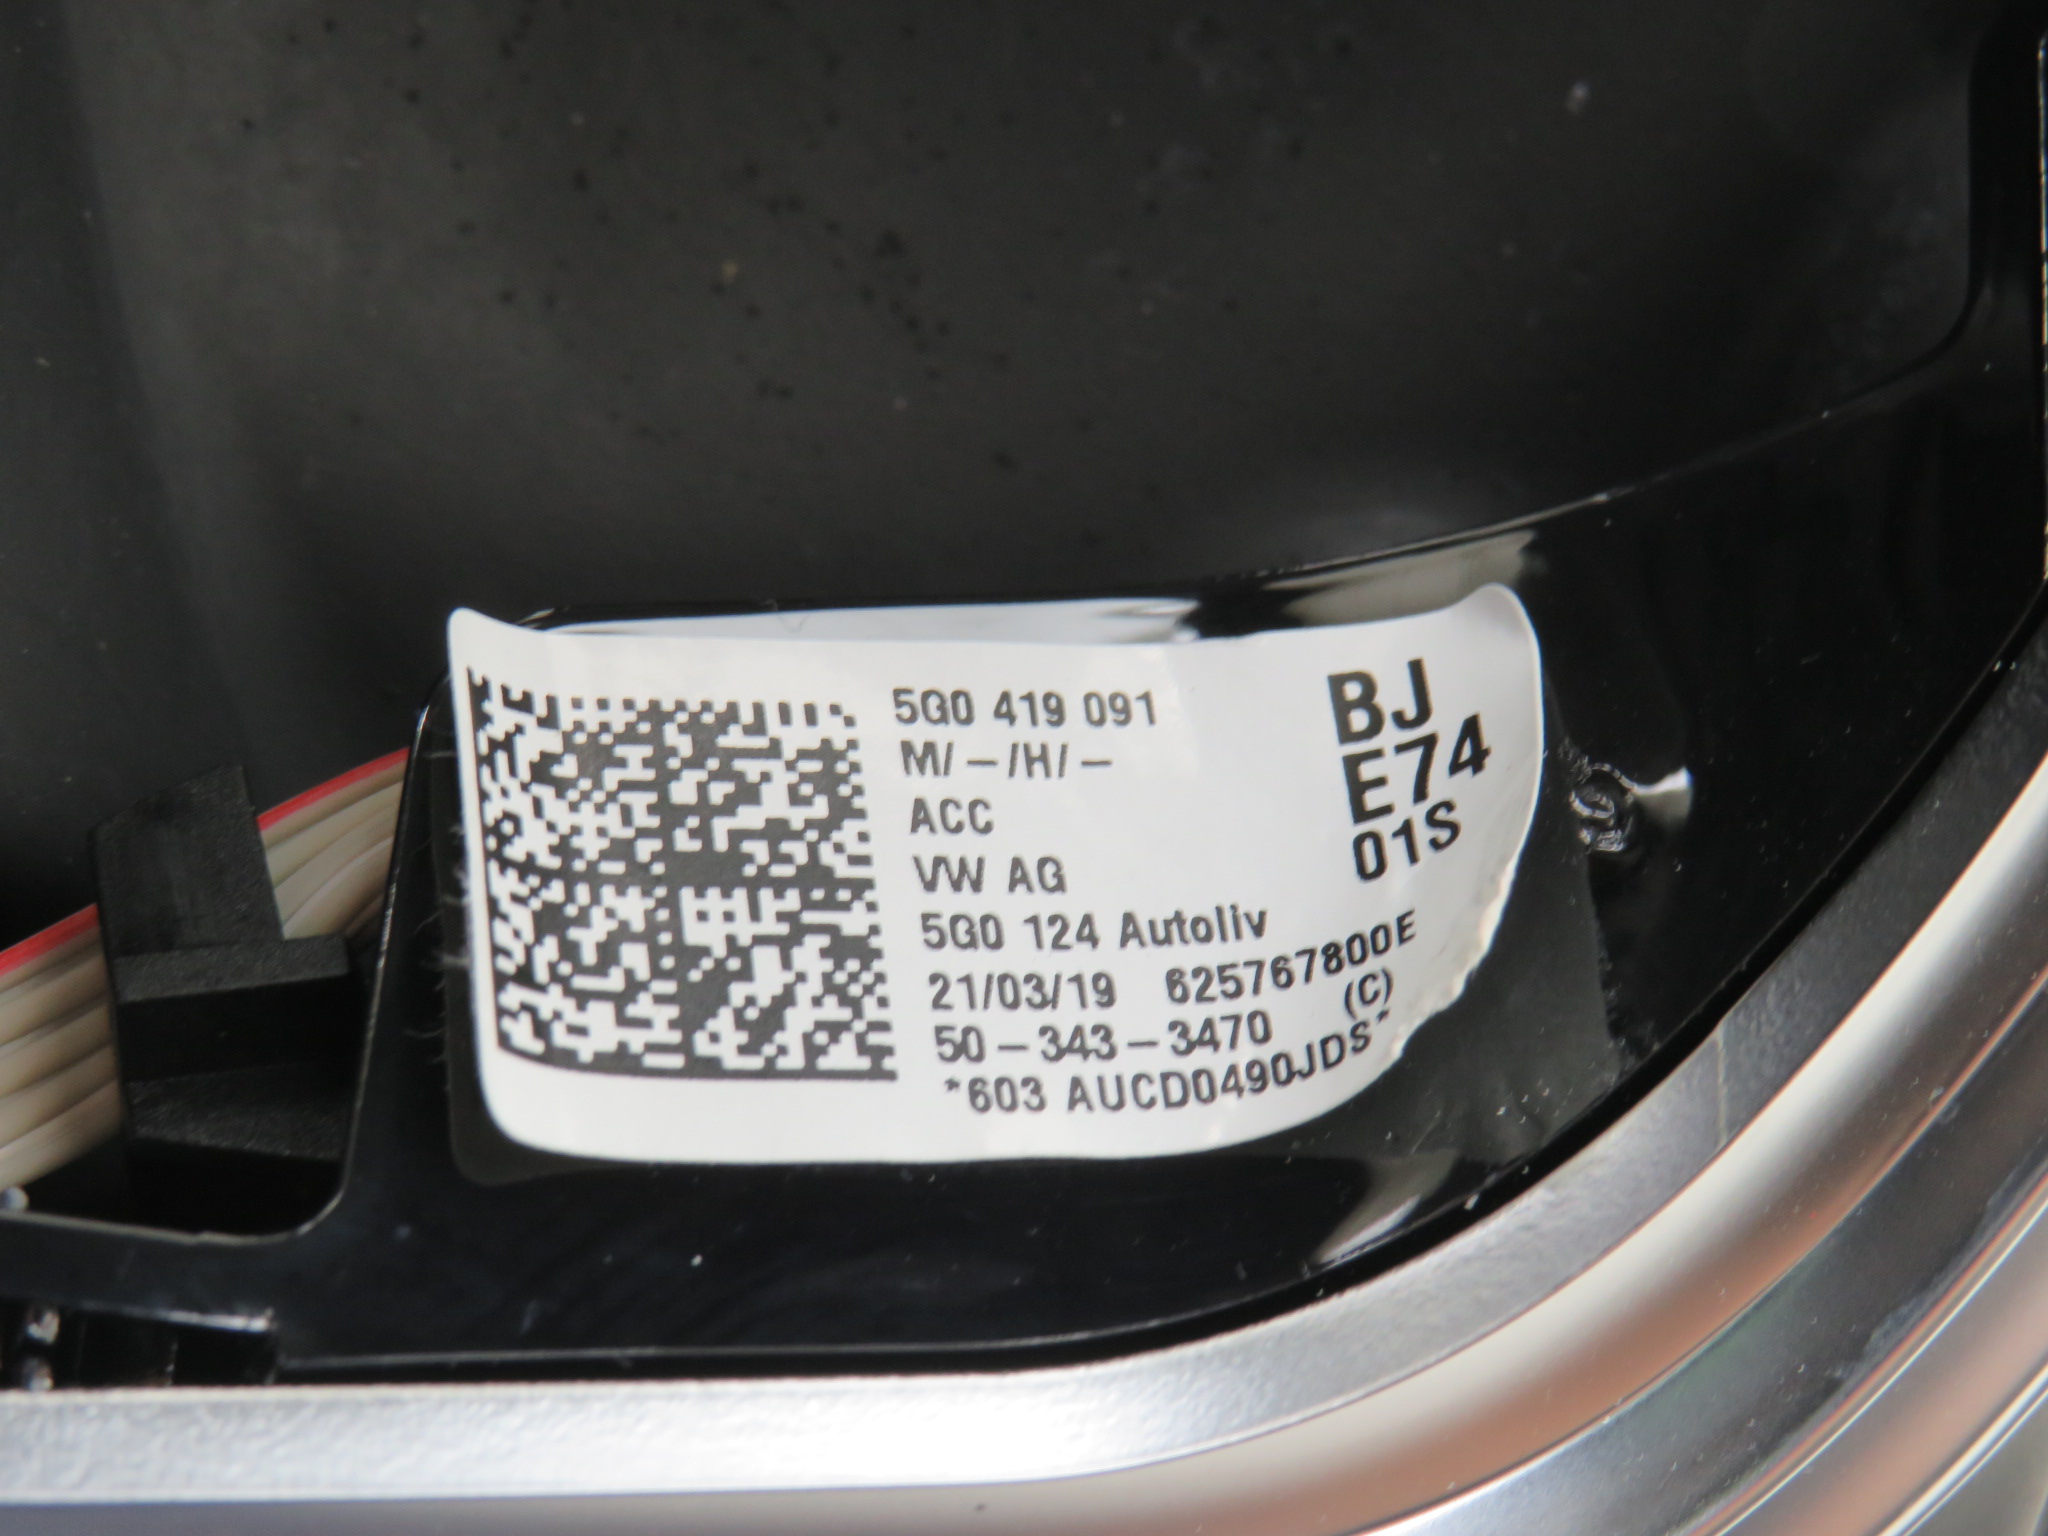 5G0 419 091
M/-/H/-
ACC
VW AG
5G0 124 Autoliv
21/03/19 625767800E
50-343-3470 (C)
*603 AUCD0490JDS*
BJ
E74
01S